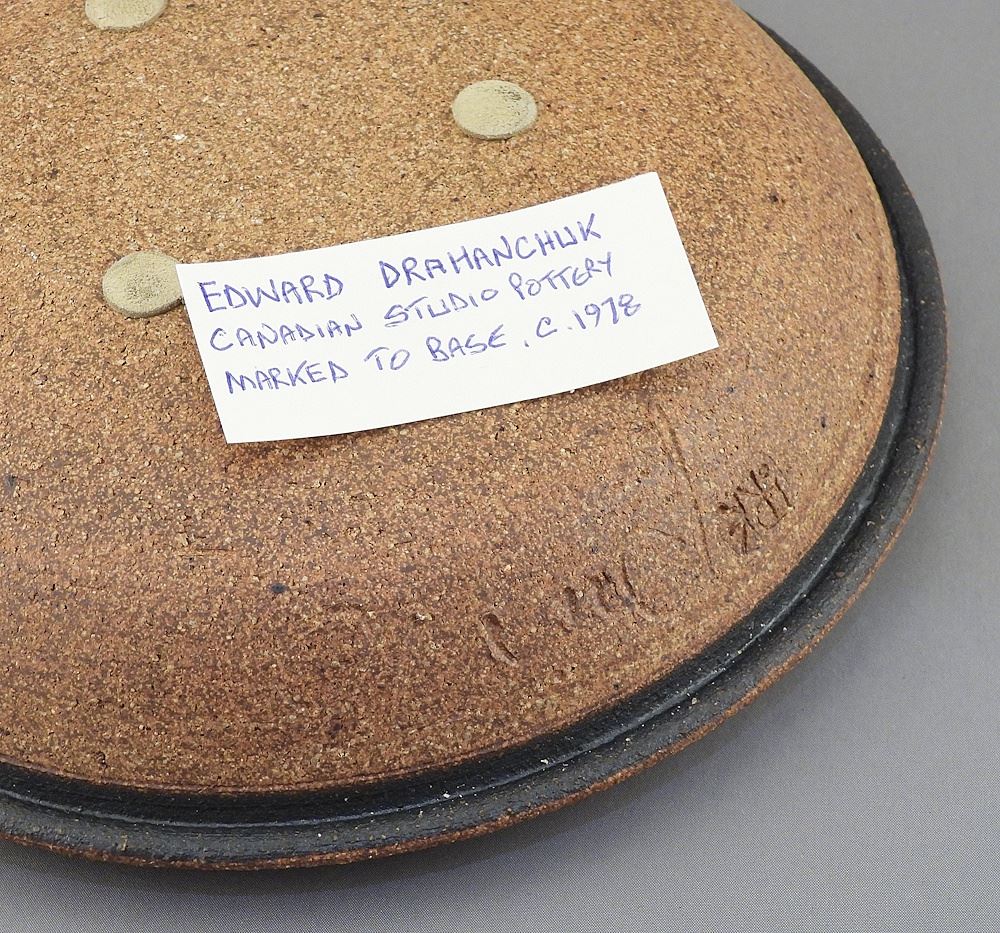 EDWARD DRAHANCHUK
CANADIAN STUDIO POTTERY
MARKED TO BASE, C.1978